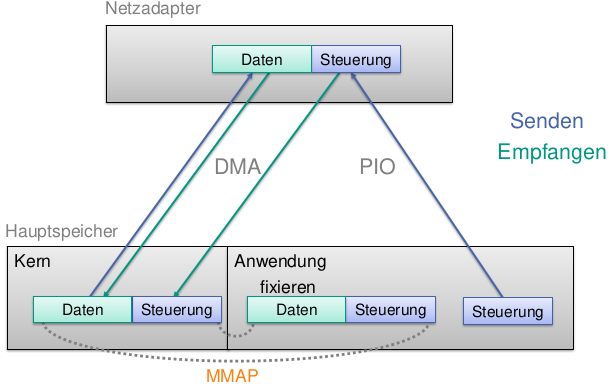 Netzadapter
Daten
Steuerung
Senden
Empfangen
DMA
PIO
Hauptspeicher
Kern
Anwendung
fixieren
Daten
Steuerung
Daten
Steuerung
Steuerung
MMAP